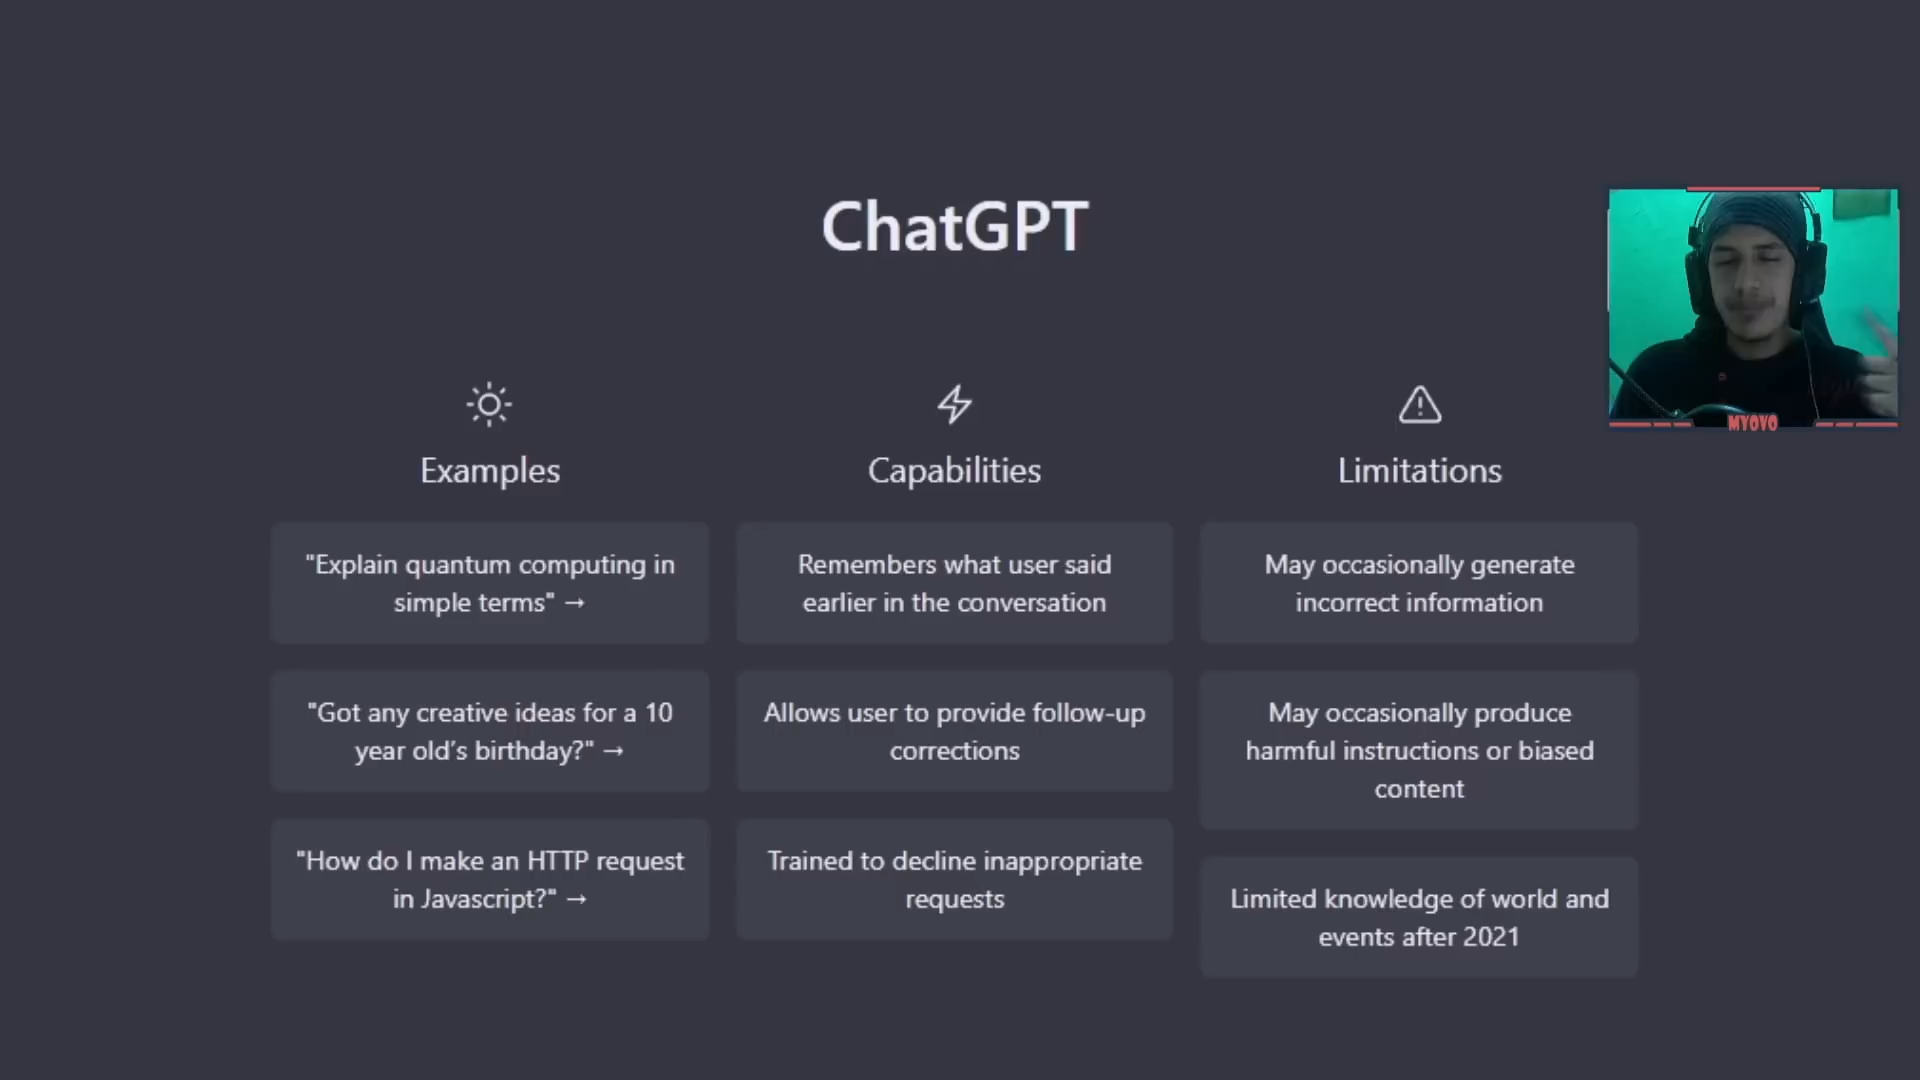 ChatGPT
Examples
"Explain quantum computing in
simple terms" →
"Got any creative ideas for a 10
year old's birthday?" →
"How do I make an HTTP request
in Javascript?" →
Capabilities
Remembers what user said
earlier in the conversation
Allows user to provide follow-up
corrections
Trained to decline inappropriate
requests
Limitations
May occasionally generate
incorrect information
May occasionally produce
harmful instructions or biased
content
Limited knowledge of world and
events after 2021
MYOVO